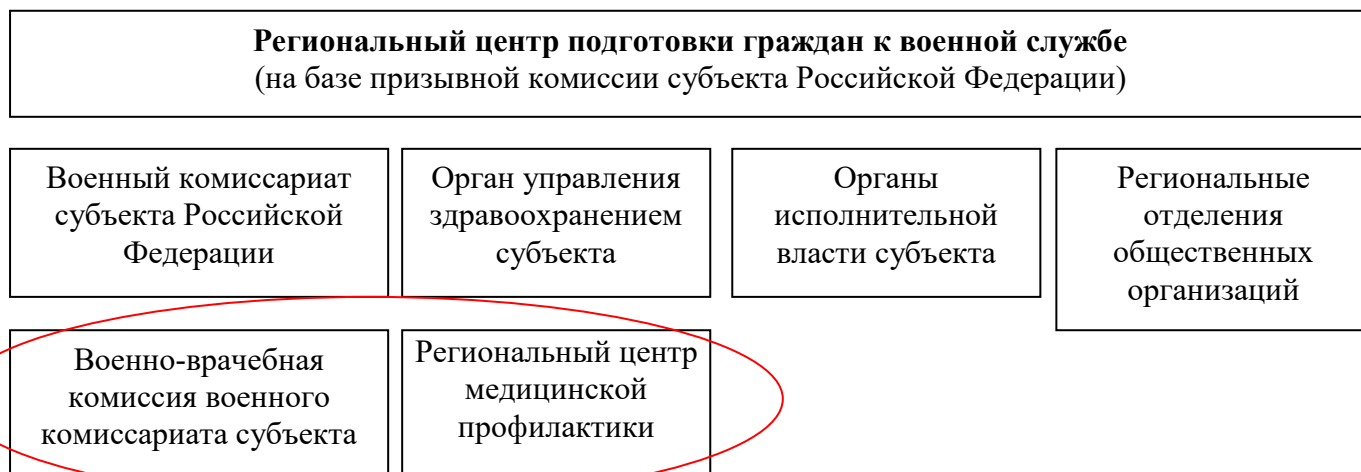 Региональный центр подготовки граждан к военной службе
(на базе призывной комиссии субъекта Российской Федерации)
Военный комиссариат
субъекта Российской
Федерации
Орган управления
здравоохранением
субъекта
Органы
исполнительной
власти субъекта
Региональные
отделения
общественных
организаций
Военно-врачебная
комиссия военного
комиссариата субъекта
Региональный центр
медицинской
профилактики